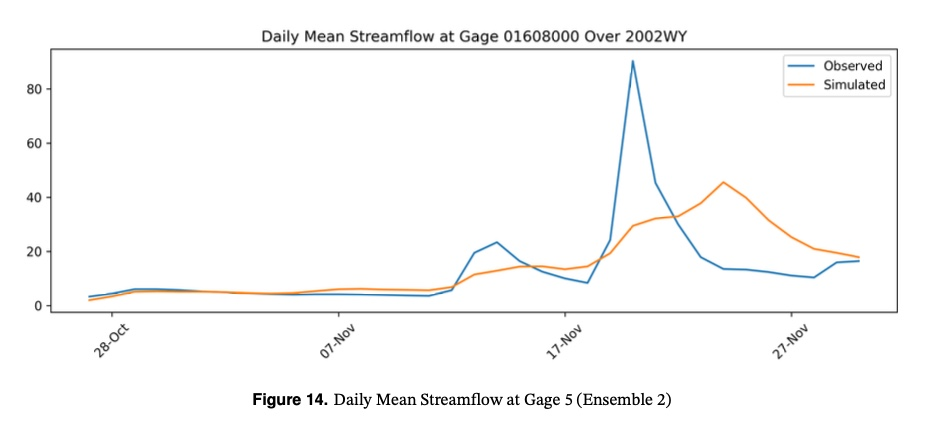 Daily Mean Streamflow at Gage 01608000 Over 2002WY
Observed
Simulated
80
60
40
20
0
28-Oct
07-Nov
17-Nov
27-Nov
Figure 14. Daily Mean Streamflow at Gage 5 (Ensemble 2)